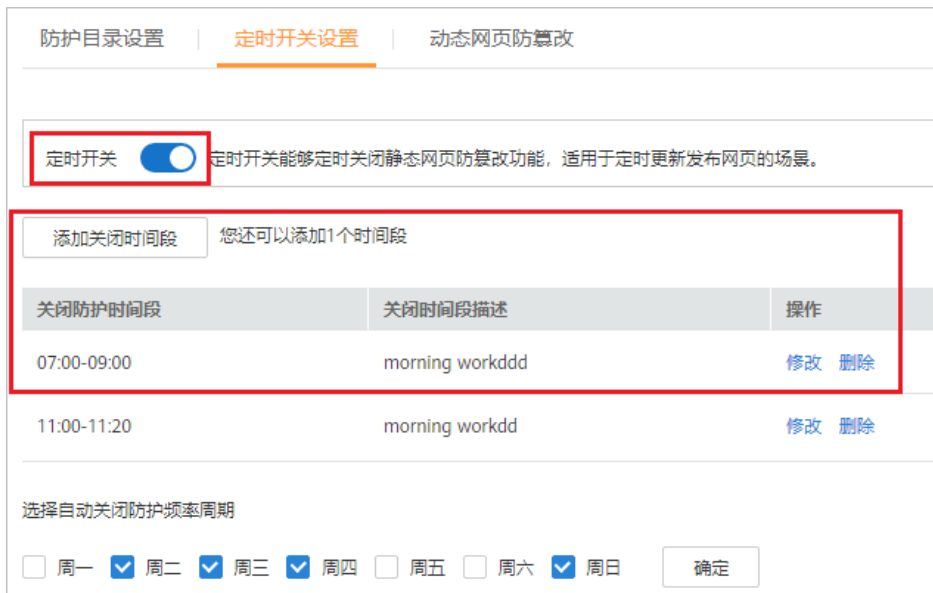 防护目录设置 定时开关设置 动态网页防篡改
定时开关 定时开关能够定时关闭静态网页防篡改功能，适用于定时更新发布网页的场景。
添加关闭时间段 您还可以添加1个时间段
关闭防护时间段 关闭时间段描述 操作
07:00-09:00 morning workddd 修改 删除
11:00-11:20 morning workdd 修改 删除
选择自动关闭防护频率周期
周一 周二 周三 周四 周五 周六 周日 确定